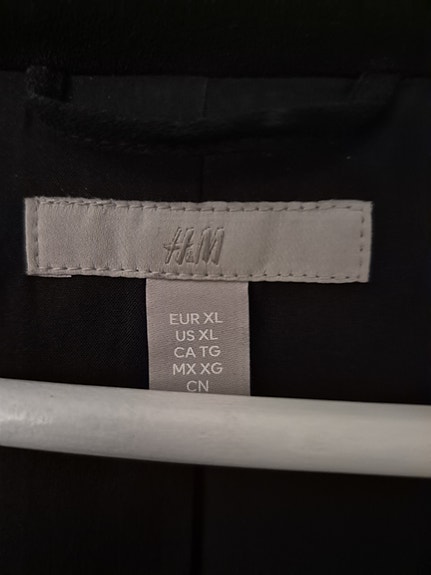 H&M
EUR XL
US XL
CA TG
MX XG
CN